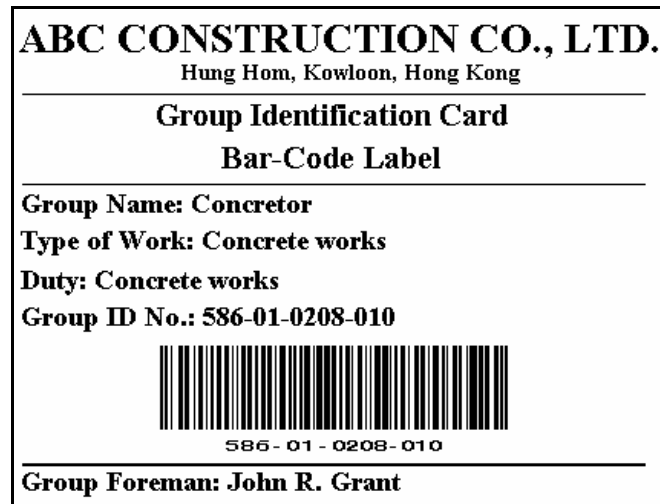 ABC CONSTRUCTION CO., LTD.
Hung Hom, Kowloon, Hong Kong
Group Identification Card
Bar-Code Label
Group Name: Concretor
Type of Work: Concrete works
Duty: Concrete works
Group ID No.: 586-01-0208-010
586-01-0208-010
Group Foreman: John R. Grant